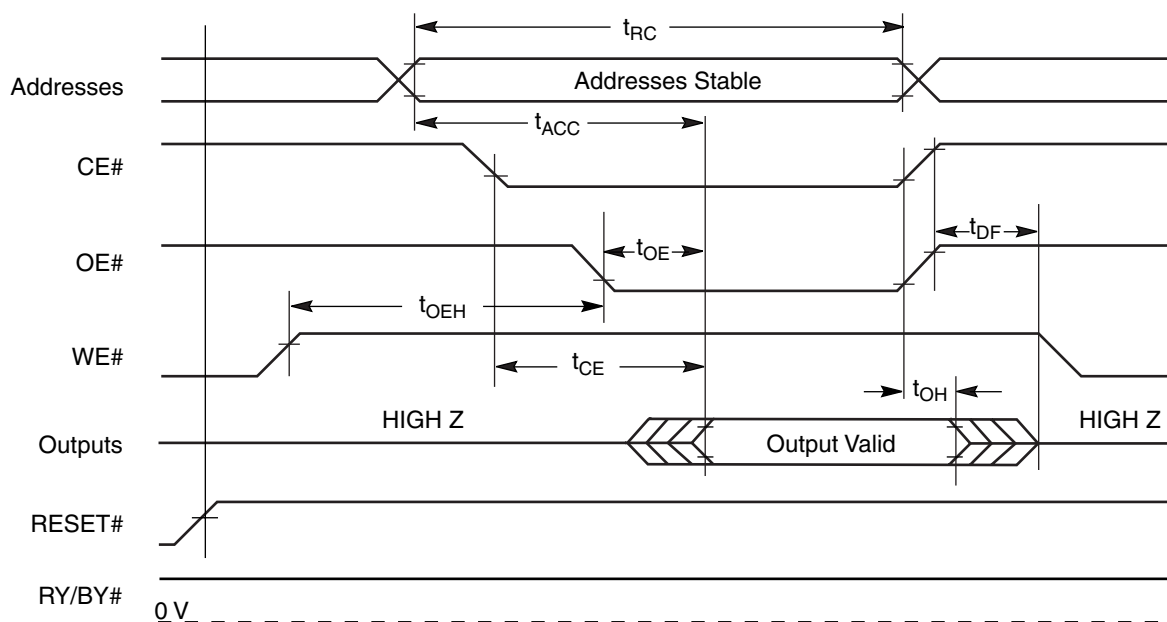 tRC
Addresses
Addresses Stable
tACC
CE#
tDF
OE#
tOE
tOEH
WE#
tCE
tOH
HIGH Z
HIGH Z
Outputs
Output Valid
RESET#
RY/BY#
0 V